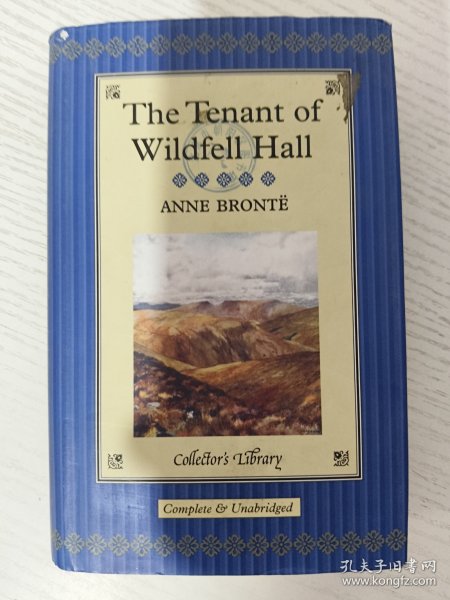 The Tenant of
Wildfell Hall
ANNE BRONTË
Collector's Library
Complete & Unabridged
孔夫子旧书网
www.kongfz.com